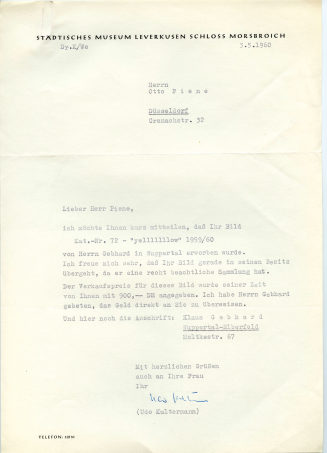 STÄDTISCHES MUSEUM LEVERKUSEN SCHLOSS MORSBROICH
Dr.K/We
3.5.1960
Herrn
Otto Piene
Düsseldorf
Cranachstr. 32
Lieber Herr Piene,
ich möchte Ihnen kurz mitteilen, daß Ihr Bild
Kat.-Nr. 72 - "yellllllow" 1959/60
von Herrn Gebhard in Wuppertal erworben wurde.
Ich freue mich sehr, daß Ihr Bild gerade in seinen Besitz
übergeht, da er eine recht beachtliche Sammlung hat.
Der Verkaufspreis für dieses Bild wurde seiner Zeit
von Ihnen mit 900,-- DM angegeben. Ich habe Herrn Gebhard
gebeten, das Geld direkt an Sie zu überweisen.
Und hier noch die Anschrift: Klaus Gebhard
Wuppertal-Elberfeld
Moltkestr. 67
Mit herzlichen Grüßen
auch an Ihre Frau
Ihr
(Udo Kultermann)
TELEFON: